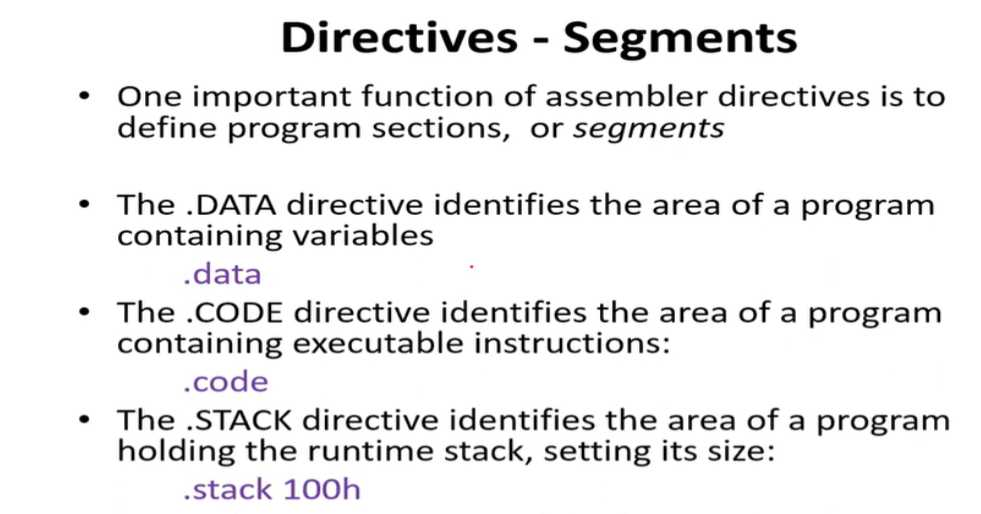 Directives - Segments
• One important function of assembler directives is to
define program sections, or segments
• The .DATA directive identifies the area of a program
containing variables
.data
• The .CODE directive identifies the area of a program
containing executable instructions:
.code
• The .STACK directive identifies the area of a program
holding the runtime stack, setting its size:
.stack 100h